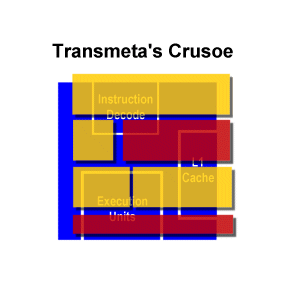 Transmeta's Crusoe
Instruction
Decode
L1
Cache
Execution
Units